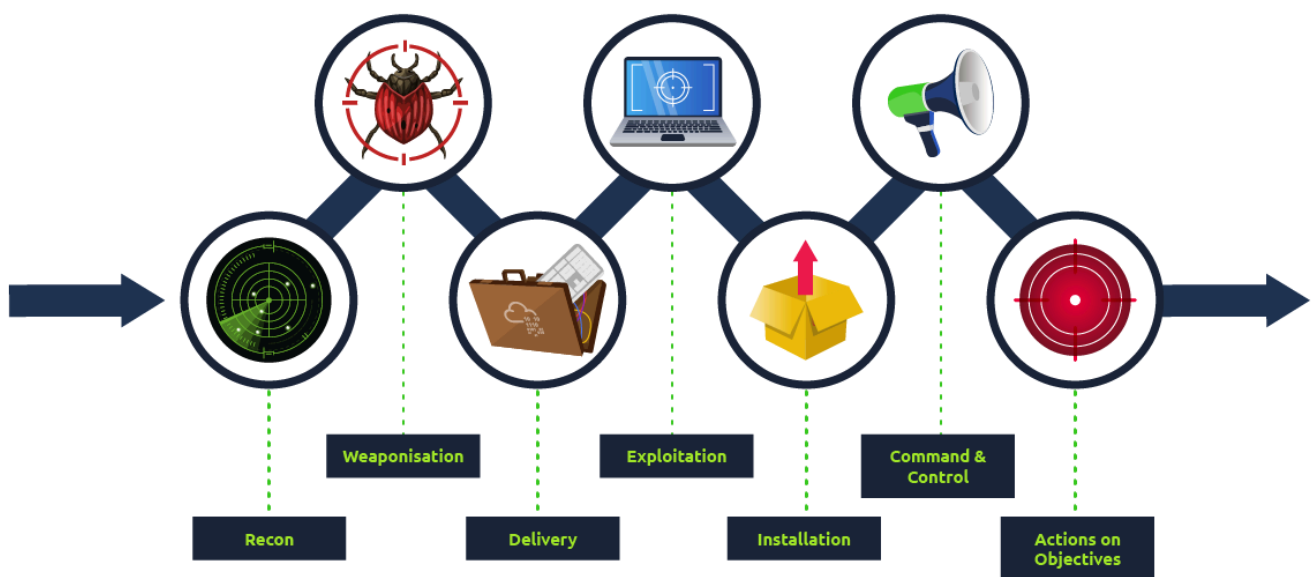 Recon
Weaponisation
Delivery
Exploitation
Installation
Command &
Control
Actions on
Objectives